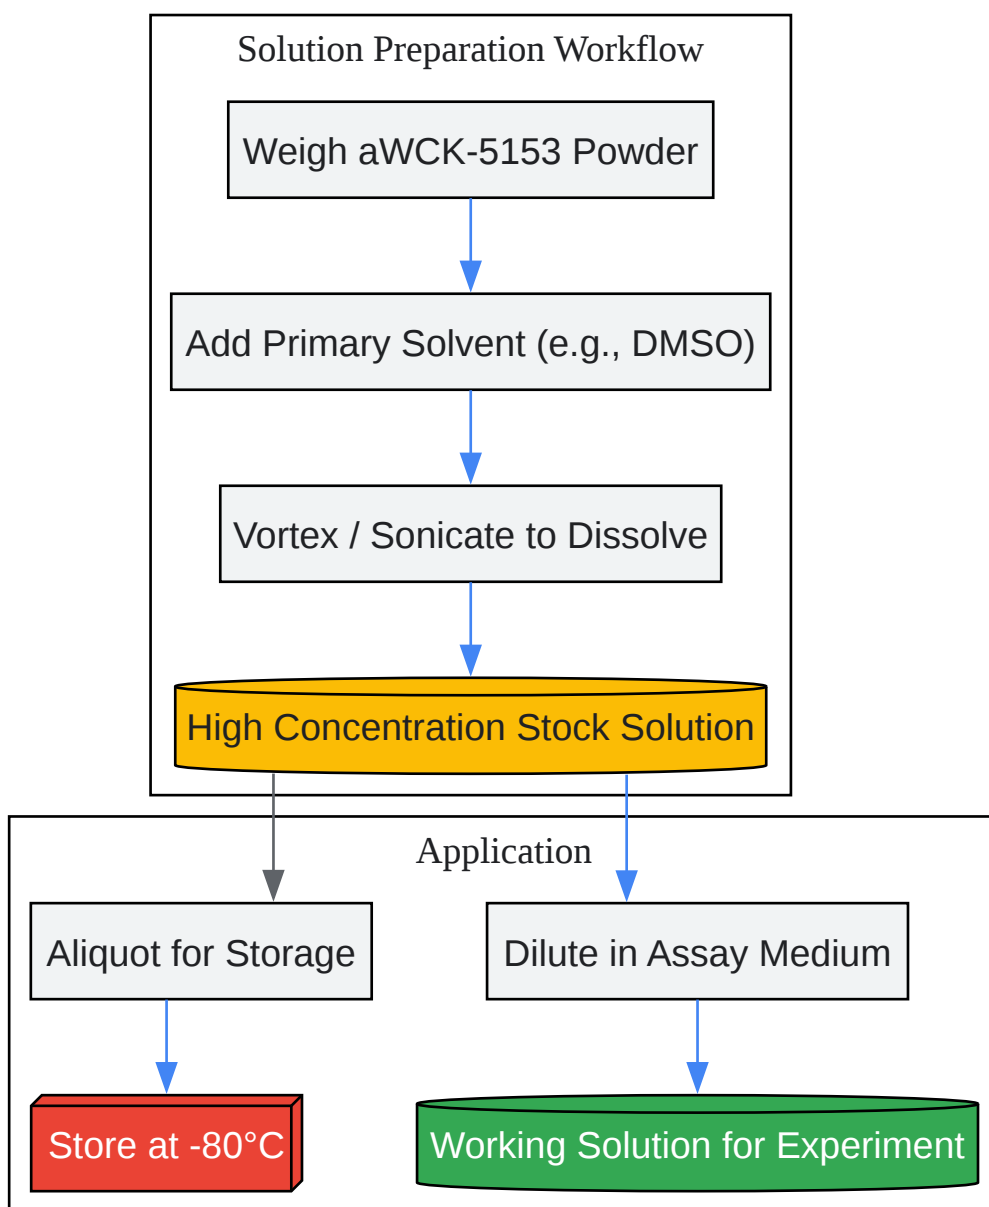 Solution Preparation Workflow
Weigh aWCK-5153 Powder
Add Primary Solvent (e.g., DMSO)
Vortex / Sonicate to Dissolve
High Concentration Stock Solution
Application
Aliquot for Storage
Dilute in Assay Medium
Store at -80°C
Working Solution for Experiment